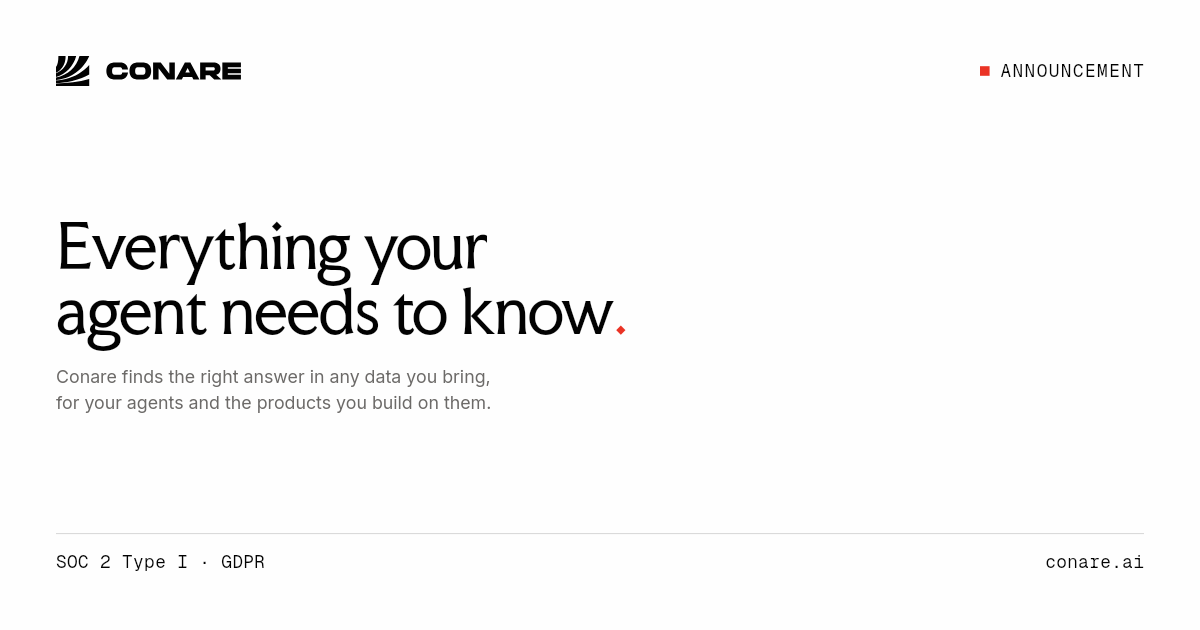 CONARE
ANNOUNCEMENT
Everything your
agent needs to know.
Conare finds the right answer in any data you bring,
for your agents and the products you build on them.
SOC 2 Type I · GDPR
conare.ai